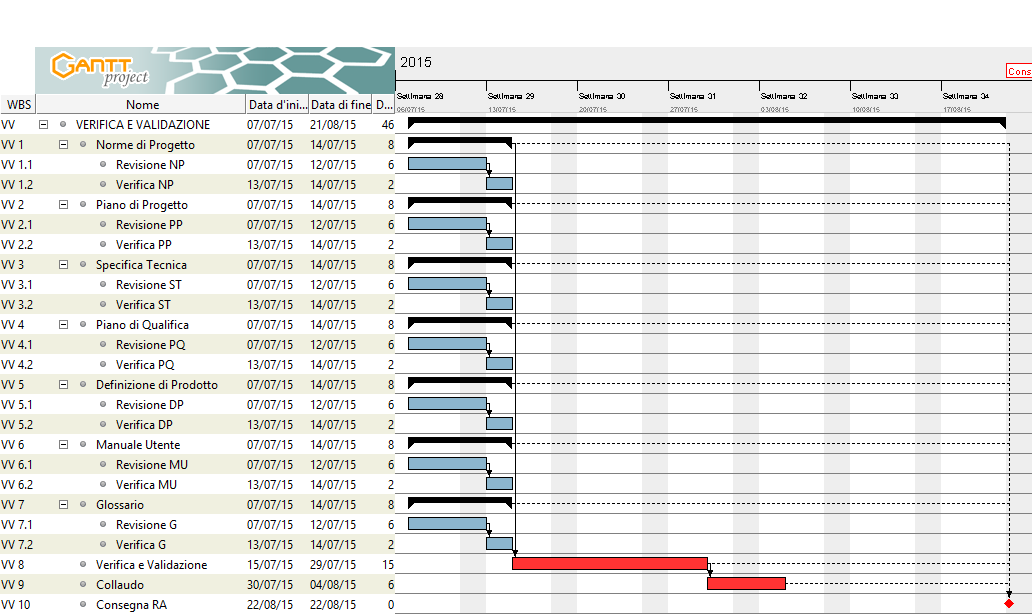 GANTT
project
2015
Cons
Settimana 28 Settimana 29 Settimana 30 Settimana 31 Settimana 32 Settimana 33 Settimana 34
06/07/15 13/07/15 20/07/15 27/07/15 03/08/15 10/08/15 17/08/15
WBS Nome Data d'ini... Data di fine D...
VV VERIFICA E VALIDAZIONE 07/07/15 21/08/15 46
VV 1 Norme di Progetto 07/07/15 14/07/15 8
VV 1.1 Revisione NP 07/07/15 12/07/15 6
VV 1.2 Verifica NP 13/07/15 14/07/15 2
VV 2 Piano di Progetto 07/07/15 14/07/15 8
VV 2.1 Revisione PP 07/07/15 12/07/15 6
VV 2.2 Verifica PP 13/07/15 14/07/15 2
VV 3 Specifica Tecnica 07/07/15 14/07/15 8
VV 3.1 Revisione ST 07/07/15 12/07/15 6
VV 3.2 Verifica ST 13/07/15 14/07/15 2
VV 4 Piano di Qualifica 07/07/15 14/07/15 8
VV 4.1 Revisione PQ 07/07/15 12/07/15 6
VV 4.2 Verifica PQ 13/07/15 14/07/15 2
VV 5 Definizione di Prodotto 07/07/15 14/07/15 8
VV 5.1 Revisione DP 07/07/15 12/07/15 6
VV 5.2 Verifica DP 13/07/15 14/07/15 2
VV 6 Manuale Utente 07/07/15 14/07/15 8
VV 6.1 Revisione MU 07/07/15 12/07/15 6
VV 6.2 Verifica MU 13/07/15 14/07/15 2
VV 7 Glossario 07/07/15 14/07/15 8
VV 7.1 Revisione G 07/07/15 12/07/15 6
VV 7.2 Verifica G 13/07/15 14/07/15 2
VV 8 Verifica e Validazione 15/07/15 29/07/15 15
VV 9 Collaudo 30/07/15 04/08/15 6
VV 10 Consegna RA 22/08/15 22/08/15 0